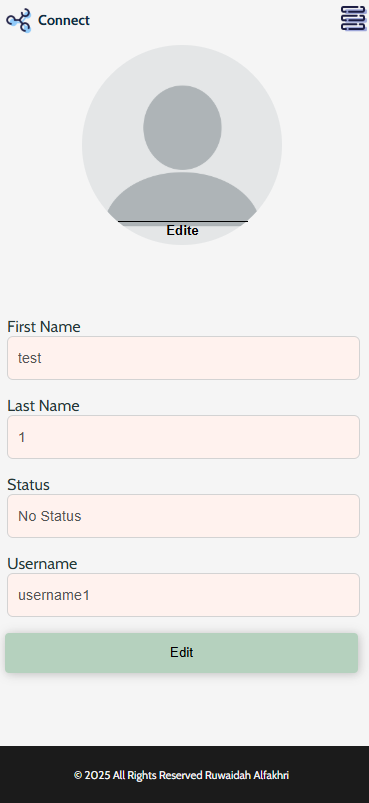 Connect
Edite
First Name
test
Last Name
1
Status
No Status
Username
username1
Edit
© 2025 All Rights Reserved Ruwaidah Alfakhri